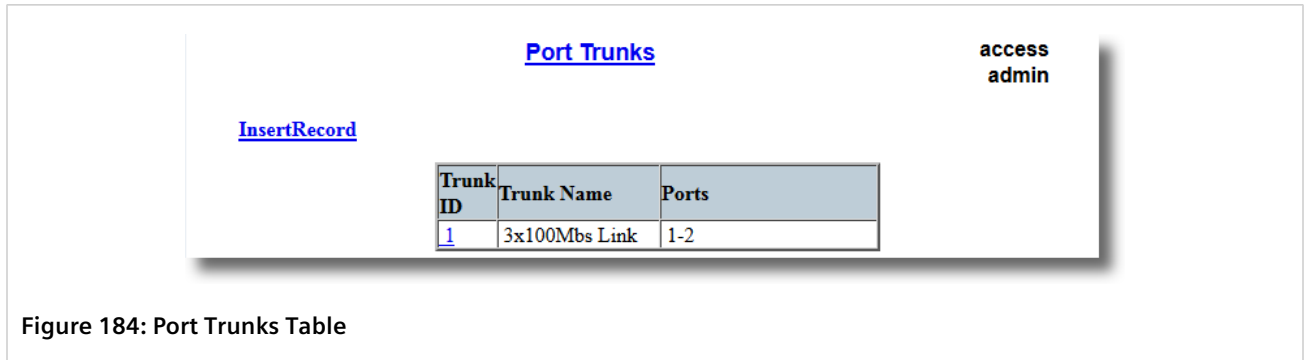 Port Trunks
access
admin
InsertRecord
Trunk ID Trunk Name Ports
1 3x100Mbs Link 1-2
Figure 184: Port Trunks Table